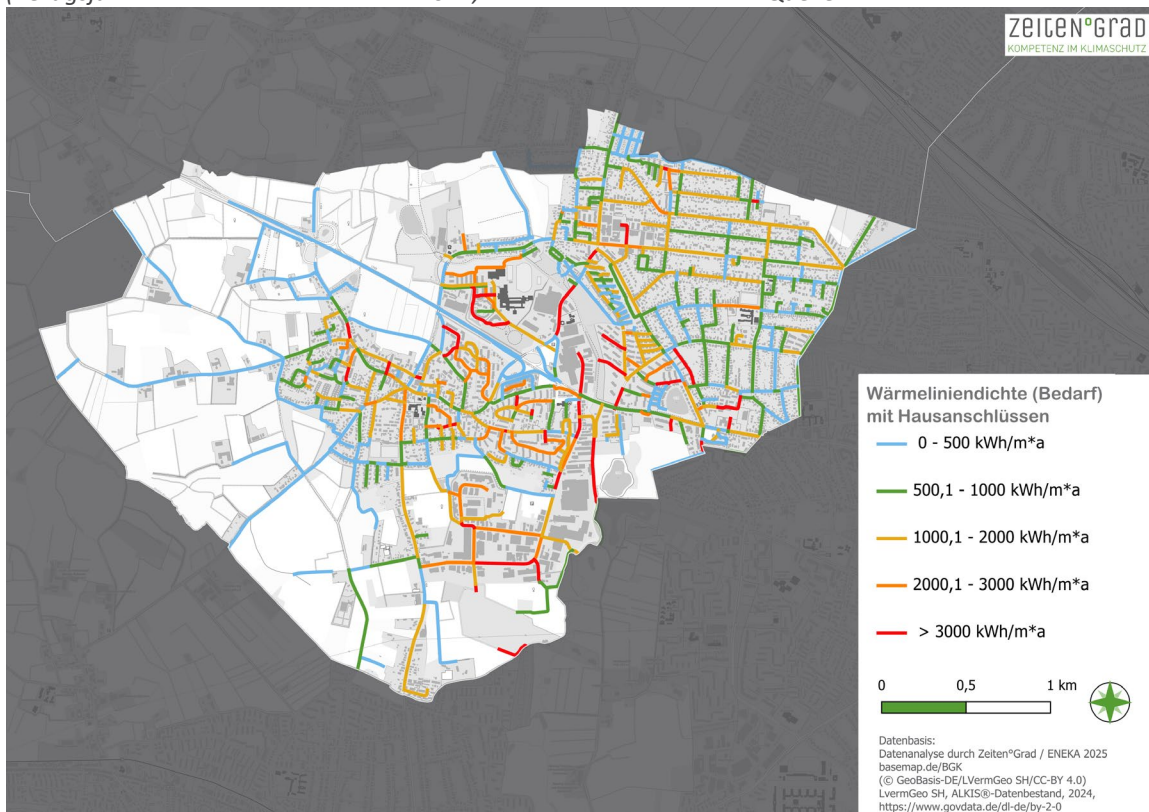 ZEITEN°GRAD
KOMPETENZ IM KLIMASCHUTZ
Wärmeliniendichte (Bedarf)
mit Hausanschlüssen
0 - 500 kWh/m*a
500,1 - 1000 kWh/m*a
1000,1 - 2000 kWh/m*a
2000,1 - 3000 kWh/m*a
> 3000 kWh/m*a
0 0,5 1 km
Datenbasis:
Datenanalyse durch Zeiten°Grad / ENEKA 2025
basemap.de/BGK
(© GeoBasis-DE/LVermGeo SH/CC-BY 4.0)
LvermGeo SH, ALKIS®-Datenbestand, 2024,
https://www.govdata.de/dl-de/by-2-0